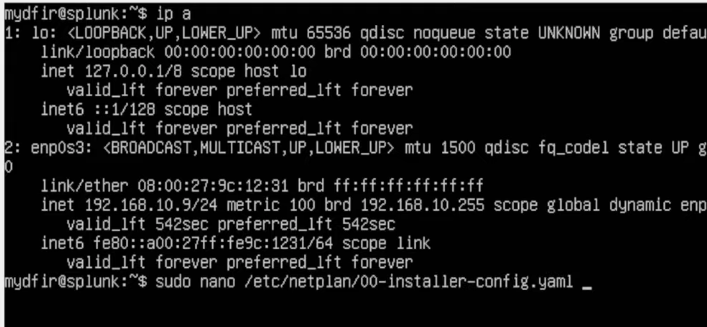 mydfir@splunk:~$ ip a
1: lo: <LOOPBACK,UP,LOWER_UP> mtu 65536 qdisc noqueue state UNKNOWN group defau
    link/loopback 00:00:00:00:00:00 brd 00:00:00:00:00:00
    inet 127.0.0.1/8 scope host lo
       valid_lft forever preferred_lft forever
    inet6 ::1/128 scope host
       valid_lft forever preferred_lft forever
2: enp0s3: <BROADCAST,MULTICAST,UP,LOWER_UP> mtu 1500 qdisc fq_codel state UP g
0
    link/ether 08:00:27:9c:12:31 brd ff:ff:ff:ff:ff:ff
    inet 192.168.10.9/24 metric 100 brd 192.168.10.255 scope global dynamic enp
       valid_lft 542sec preferred_lft 542sec
    inet6 fe80::a00:27ff:fe9c:1231/64 scope link
       valid_lft forever preferred_lft forever
mydfir@splunk:~$ sudo nano /etc/netplan/00-installer-config.yaml _